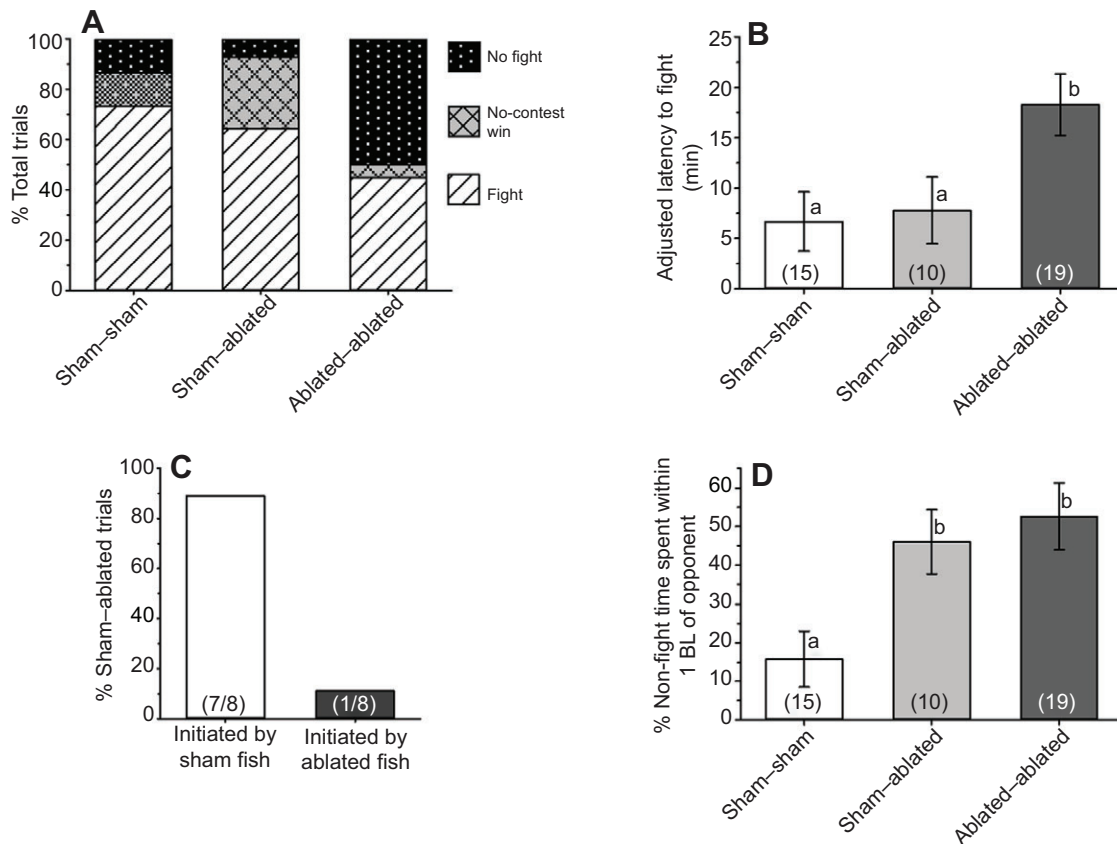 A
% Total trials
100
80
60
40
20
0
Sham–sham
Sham–ablated
Ablated–ablated
No fight
No-contest
win
Fight
B
Adjusted latency to fight
(min)
25
20
15
10
5
0
a
a
b
(15)
(10)
(19)
Sham–sham
Sham–ablated
Ablated–ablated
C
% Sham–ablated trials
100
80
60
40
20
0
(7/8)
(1/8)
Initiated by
sham fish
Initiated by
ablated fish
D
% Non-fight time spent within
1 BL of opponent
60
50
40
30
20
10
0
a
b
b
(15)
(10)
(19)
Sham–sham
Sham–ablated
Ablated–ablated